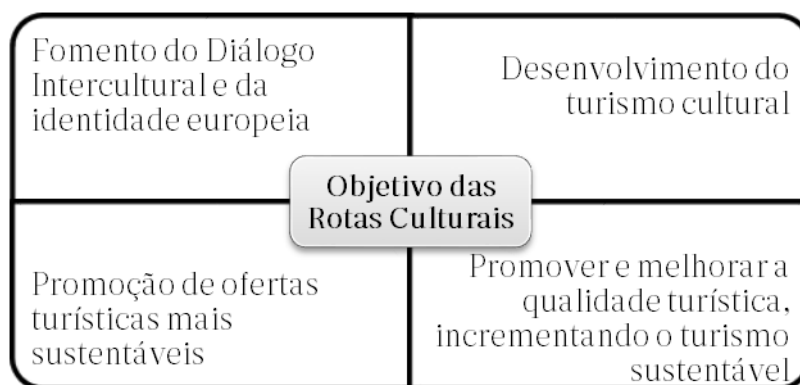 Fomento do Diálogo
Intercultural e da
identidade europeia
Desenvolvimento do
turismo cultural
Objetivo das
Rotas Culturais
Promoção de ofertas
turísticas mais
sustentáveis
Promover e melhorar a
qualidade turística,
incrementando o turismo
sustentável